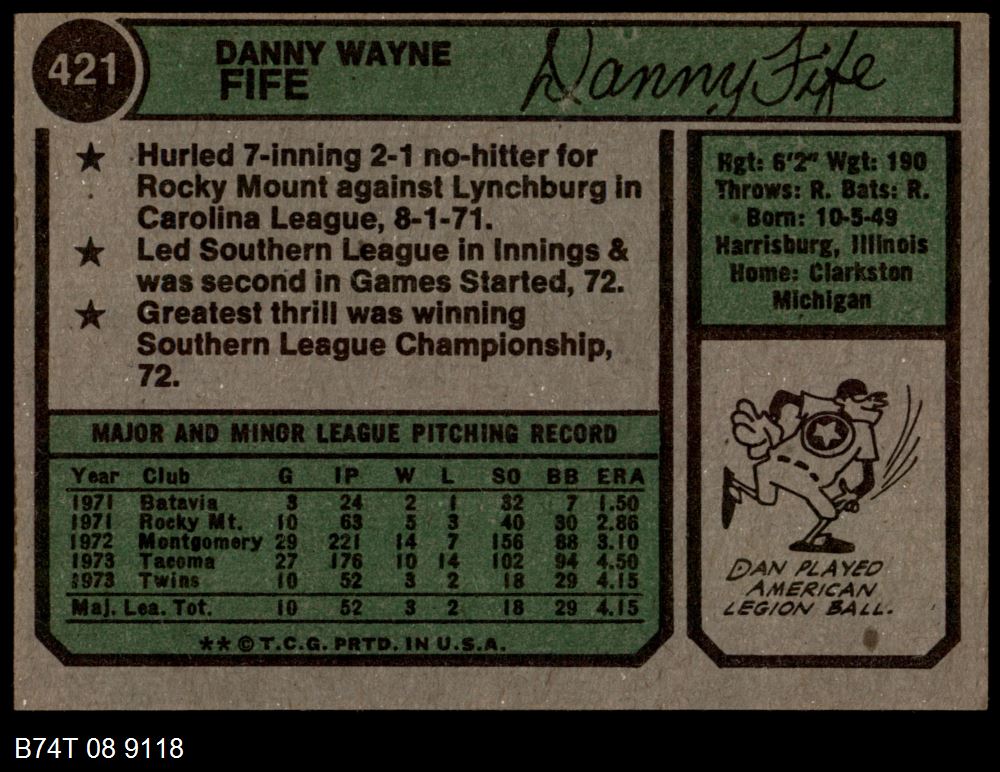 421
DANNY WAYNE
FIFE
Danny Fife
★ Hurled 7-inning 2-1 no-hitter for
Rocky Mount against Lynchburg in
Carolina League, 8-1-71.
★ Led Southern League in Innings &
was second in Games Started, 72.
★ Greatest thrill was winning
Southern League Championship,
72.
Hgt: 6'2" Wgt: 190
Throws: R. Bats: R.
Born: 10-5-49
Harrisburg, Illinois
Home: Clarkston
Michigan
MAJOR AND MINOR LEAGUE PITCHING RECORD
Year Club G IP W L SO BB ERA
1971 Batavia 3 24 2 1 32 7 1.50
1971 Rocky Mt. 10 63 5 3 40 30 2.86
1972 Montgomery 29 221 14 7 156 88 3.10
1973 Tacoma 27 176 10 14 102 94 4.50
1973 Twins 10 52 3 2 18 29 4.15
Maj. Lea. Tot. 10 52 3 2 18 29 4.15
** © T.C.G. PRTD. IN U.S.A.
DAN PLAYED
AMERICAN
LEGION BALL.
B74T 08 9118